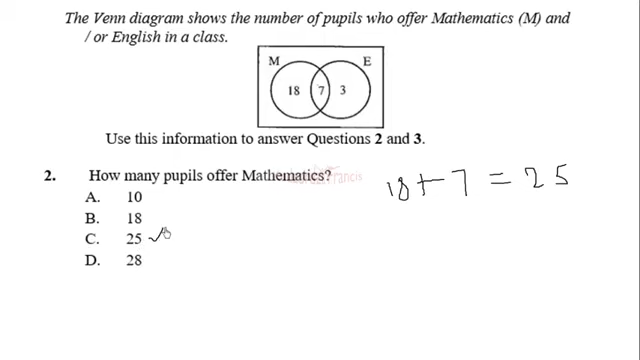 The Venn diagram shows the number of pupils who offer Mathematics (M) and
/ or English in a class.
M E
18 7 3
Use this information to answer Questions 2 and 3.
2. How many pupils offer Mathematics?
18 + 7 = 25
A. 10
B. 18
C. 25 ✓
D. 28